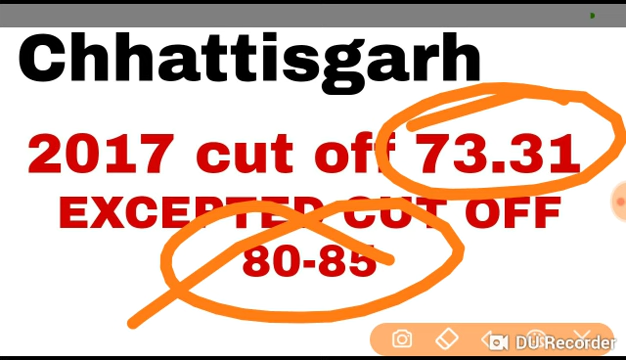 Chhattisgarh
2017 cut off 73.31
EXCEPTED CUT OFF
80-85
DU Recorder